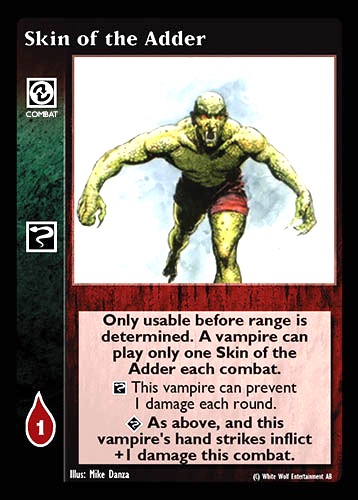 Skin of the Adder
COMBAT
Only usable before range is
determined. A vampire can
play only one Skin of the
Adder each combat.
This vampire can prevent
1 damage each round.
As above, and this
vampire's hand strikes inflict
+1 damage this combat.
1
Illus: Mike Danza
(C) White Wolf Entertainment AB